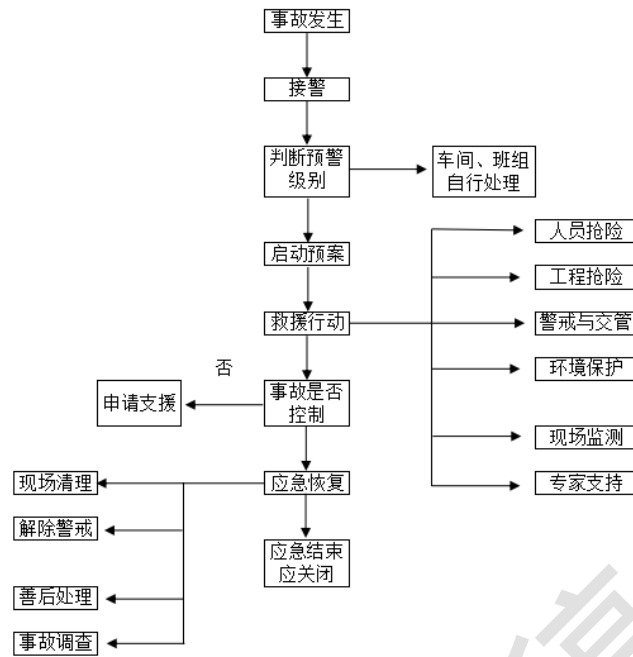 事故发生
接警
判断预警
级别
车间、班组
自行处理
人员抢险
启动预案
工程抢险
救援行动
警戒与交管
环境保护
否
申请支援
事故是否
控制
现场监测
现场清理
应急恢复
专家支持
解除警戒
应急结束
应关闭
善后处理
事故调查